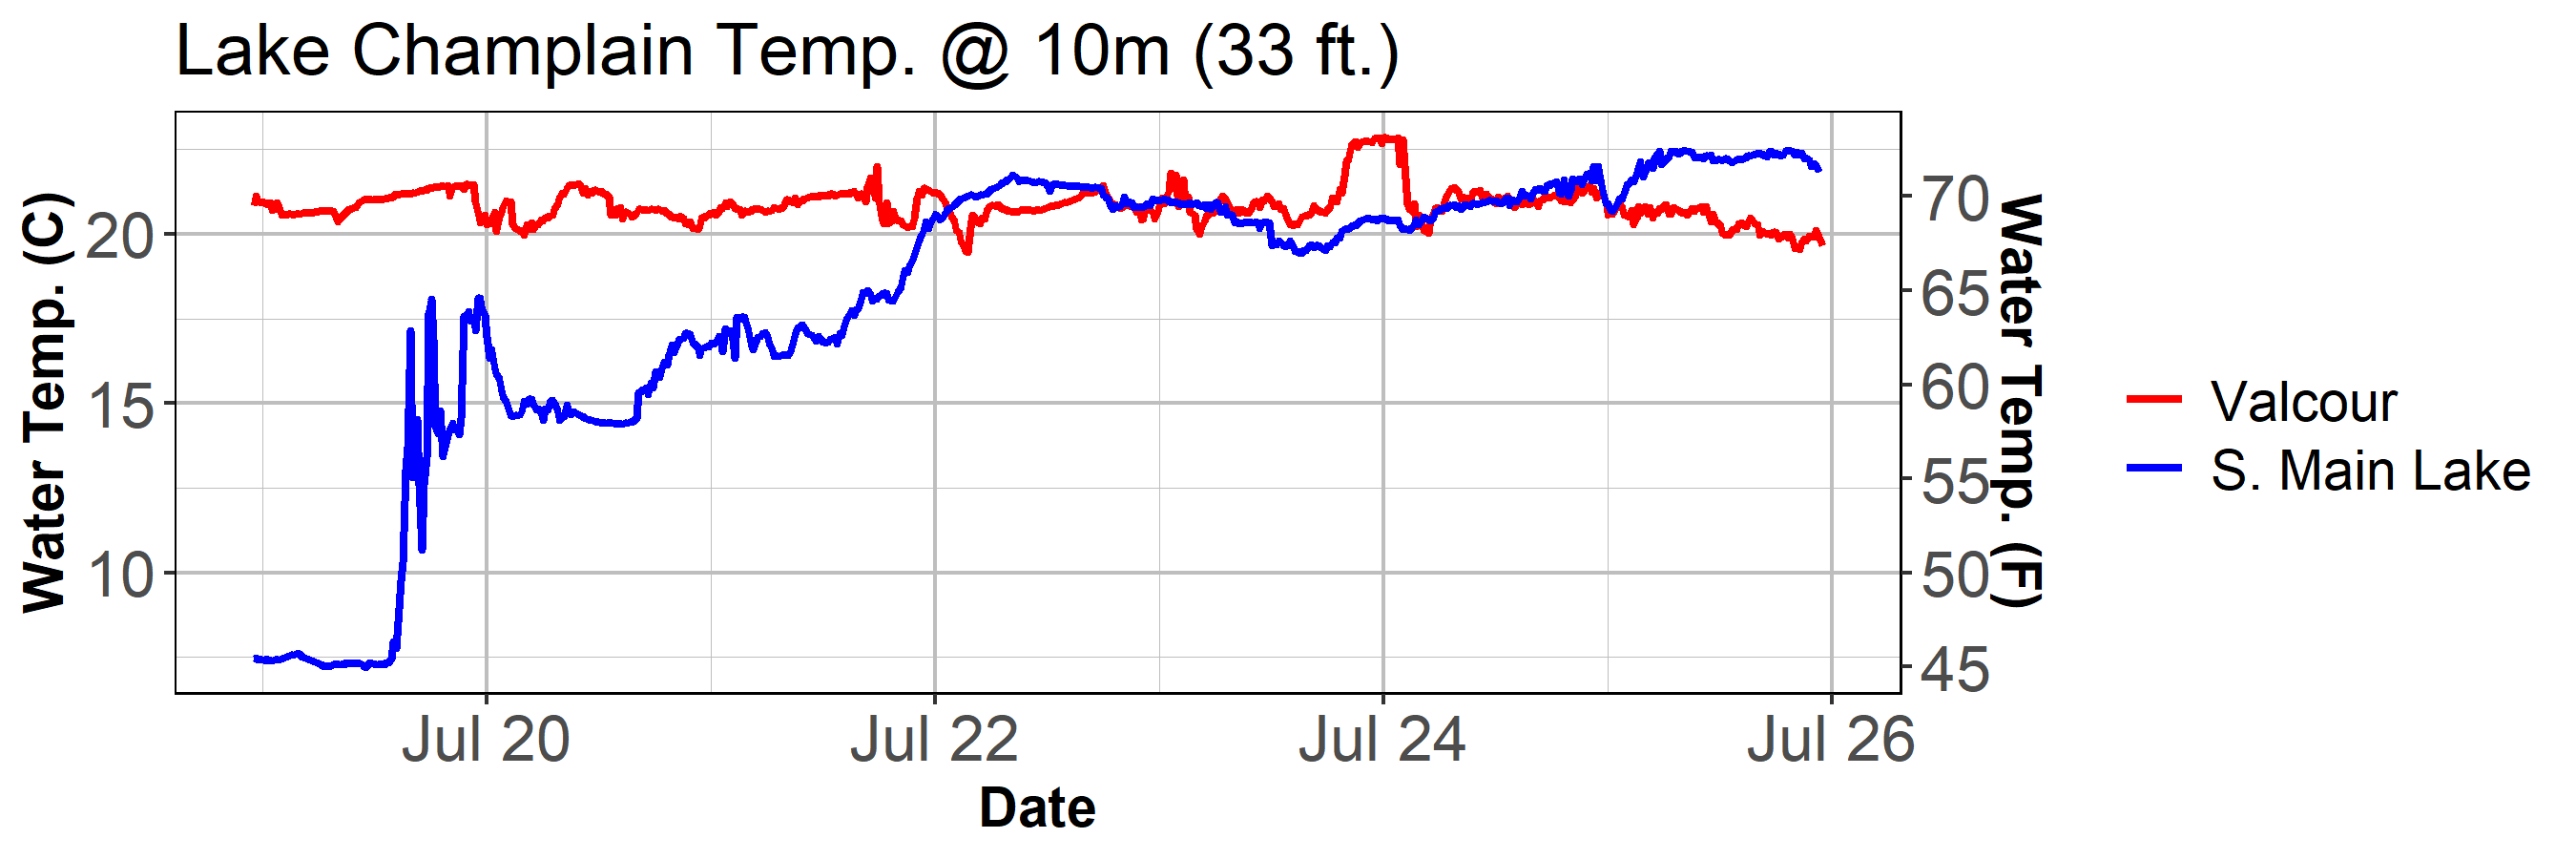 Lake Champlain Temp. @ 10m (33 ft.)
Water Temp. (C)
20
15
10
70
65
60
55
50
45
Water Temp. (F)
Valcour
S. Main Lake
Jul 20
Jul 22
Jul 24
Jul 26
Date